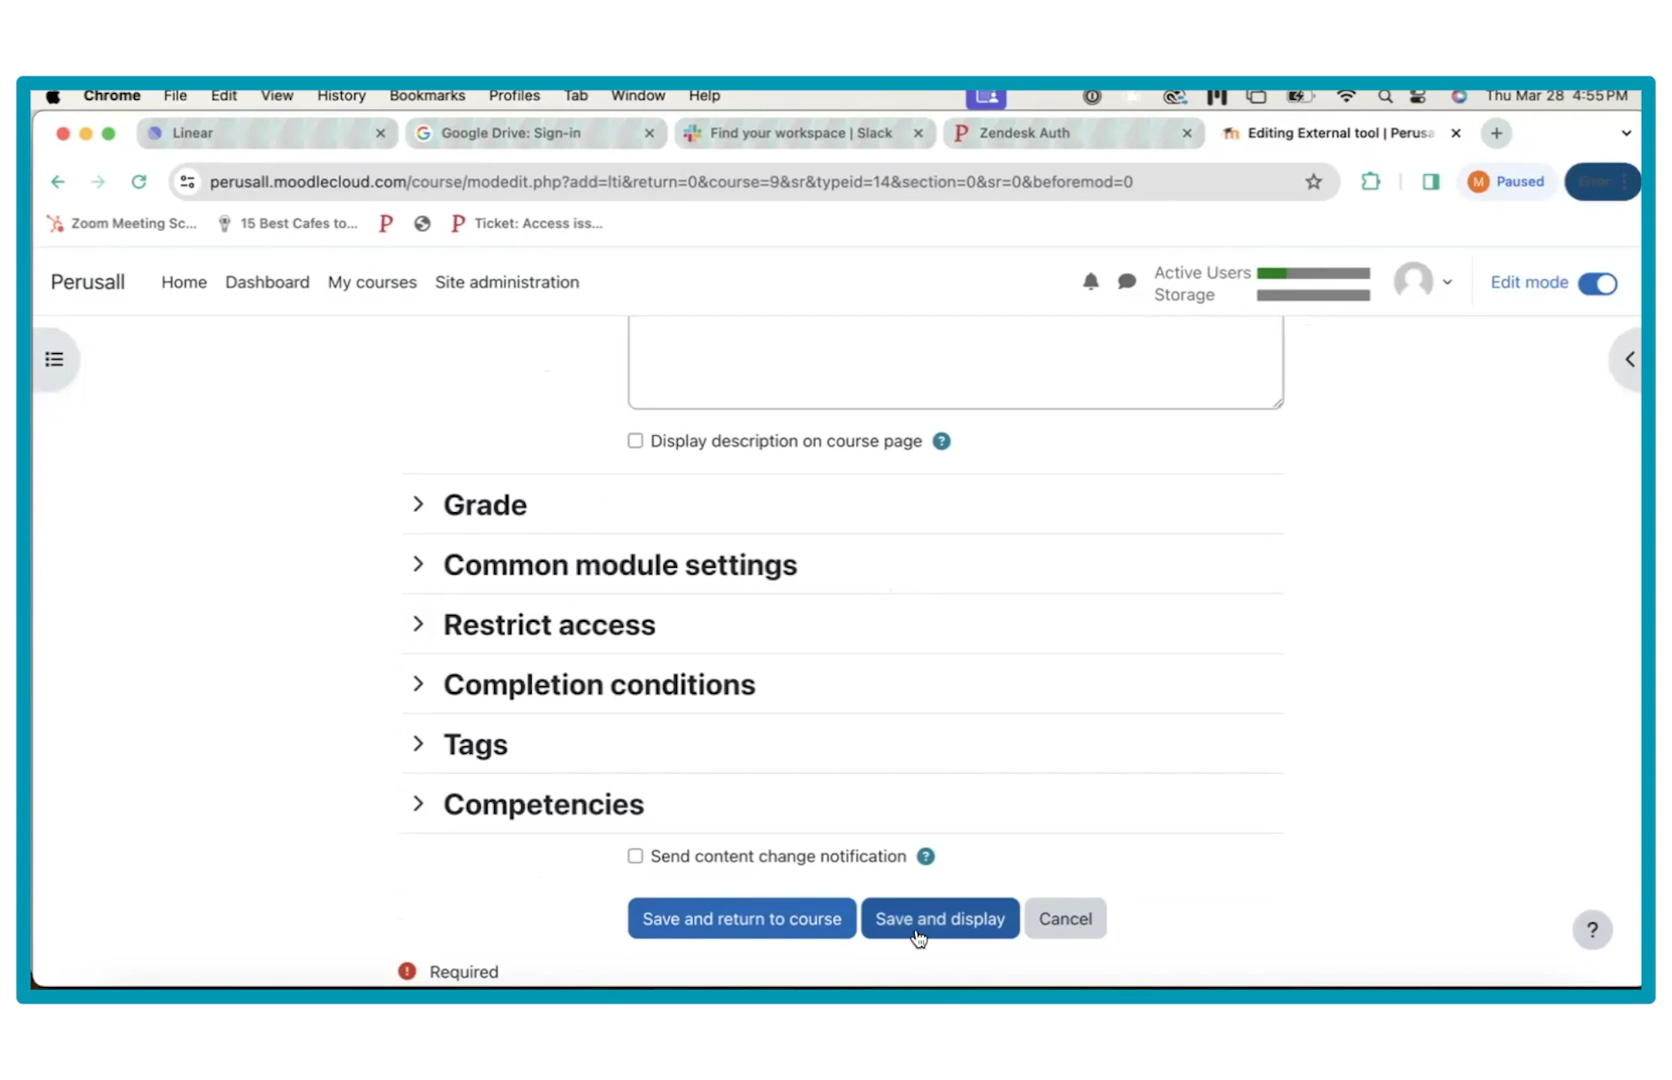 Chrome File Edit View History Bookmarks Profiles Tab Window Help Thu Mar 28 4:55 PM
Linear Google Drive: Sign-in Find your workspace | Slack Zendesk Auth Editing External tool | Perusa
perusall.moodlecloud.com/course/modedit.php?add=lti&return=0&course=9&sr&typeid=14&section=0&sr=0&beforemod=0 M Paused Error
Zoom Meeting Sc... 15 Best Cafes to... Ticket: Access iss...
Perusall Home Dashboard My courses Site administration Active Users Edit mode
Storage
Display description on course page ?
Grade
Common module settings
Restrict access
Completion conditions
Tags
Competencies
Send content change notification ?
Save and return to course Save and display Cancel
?
! Required